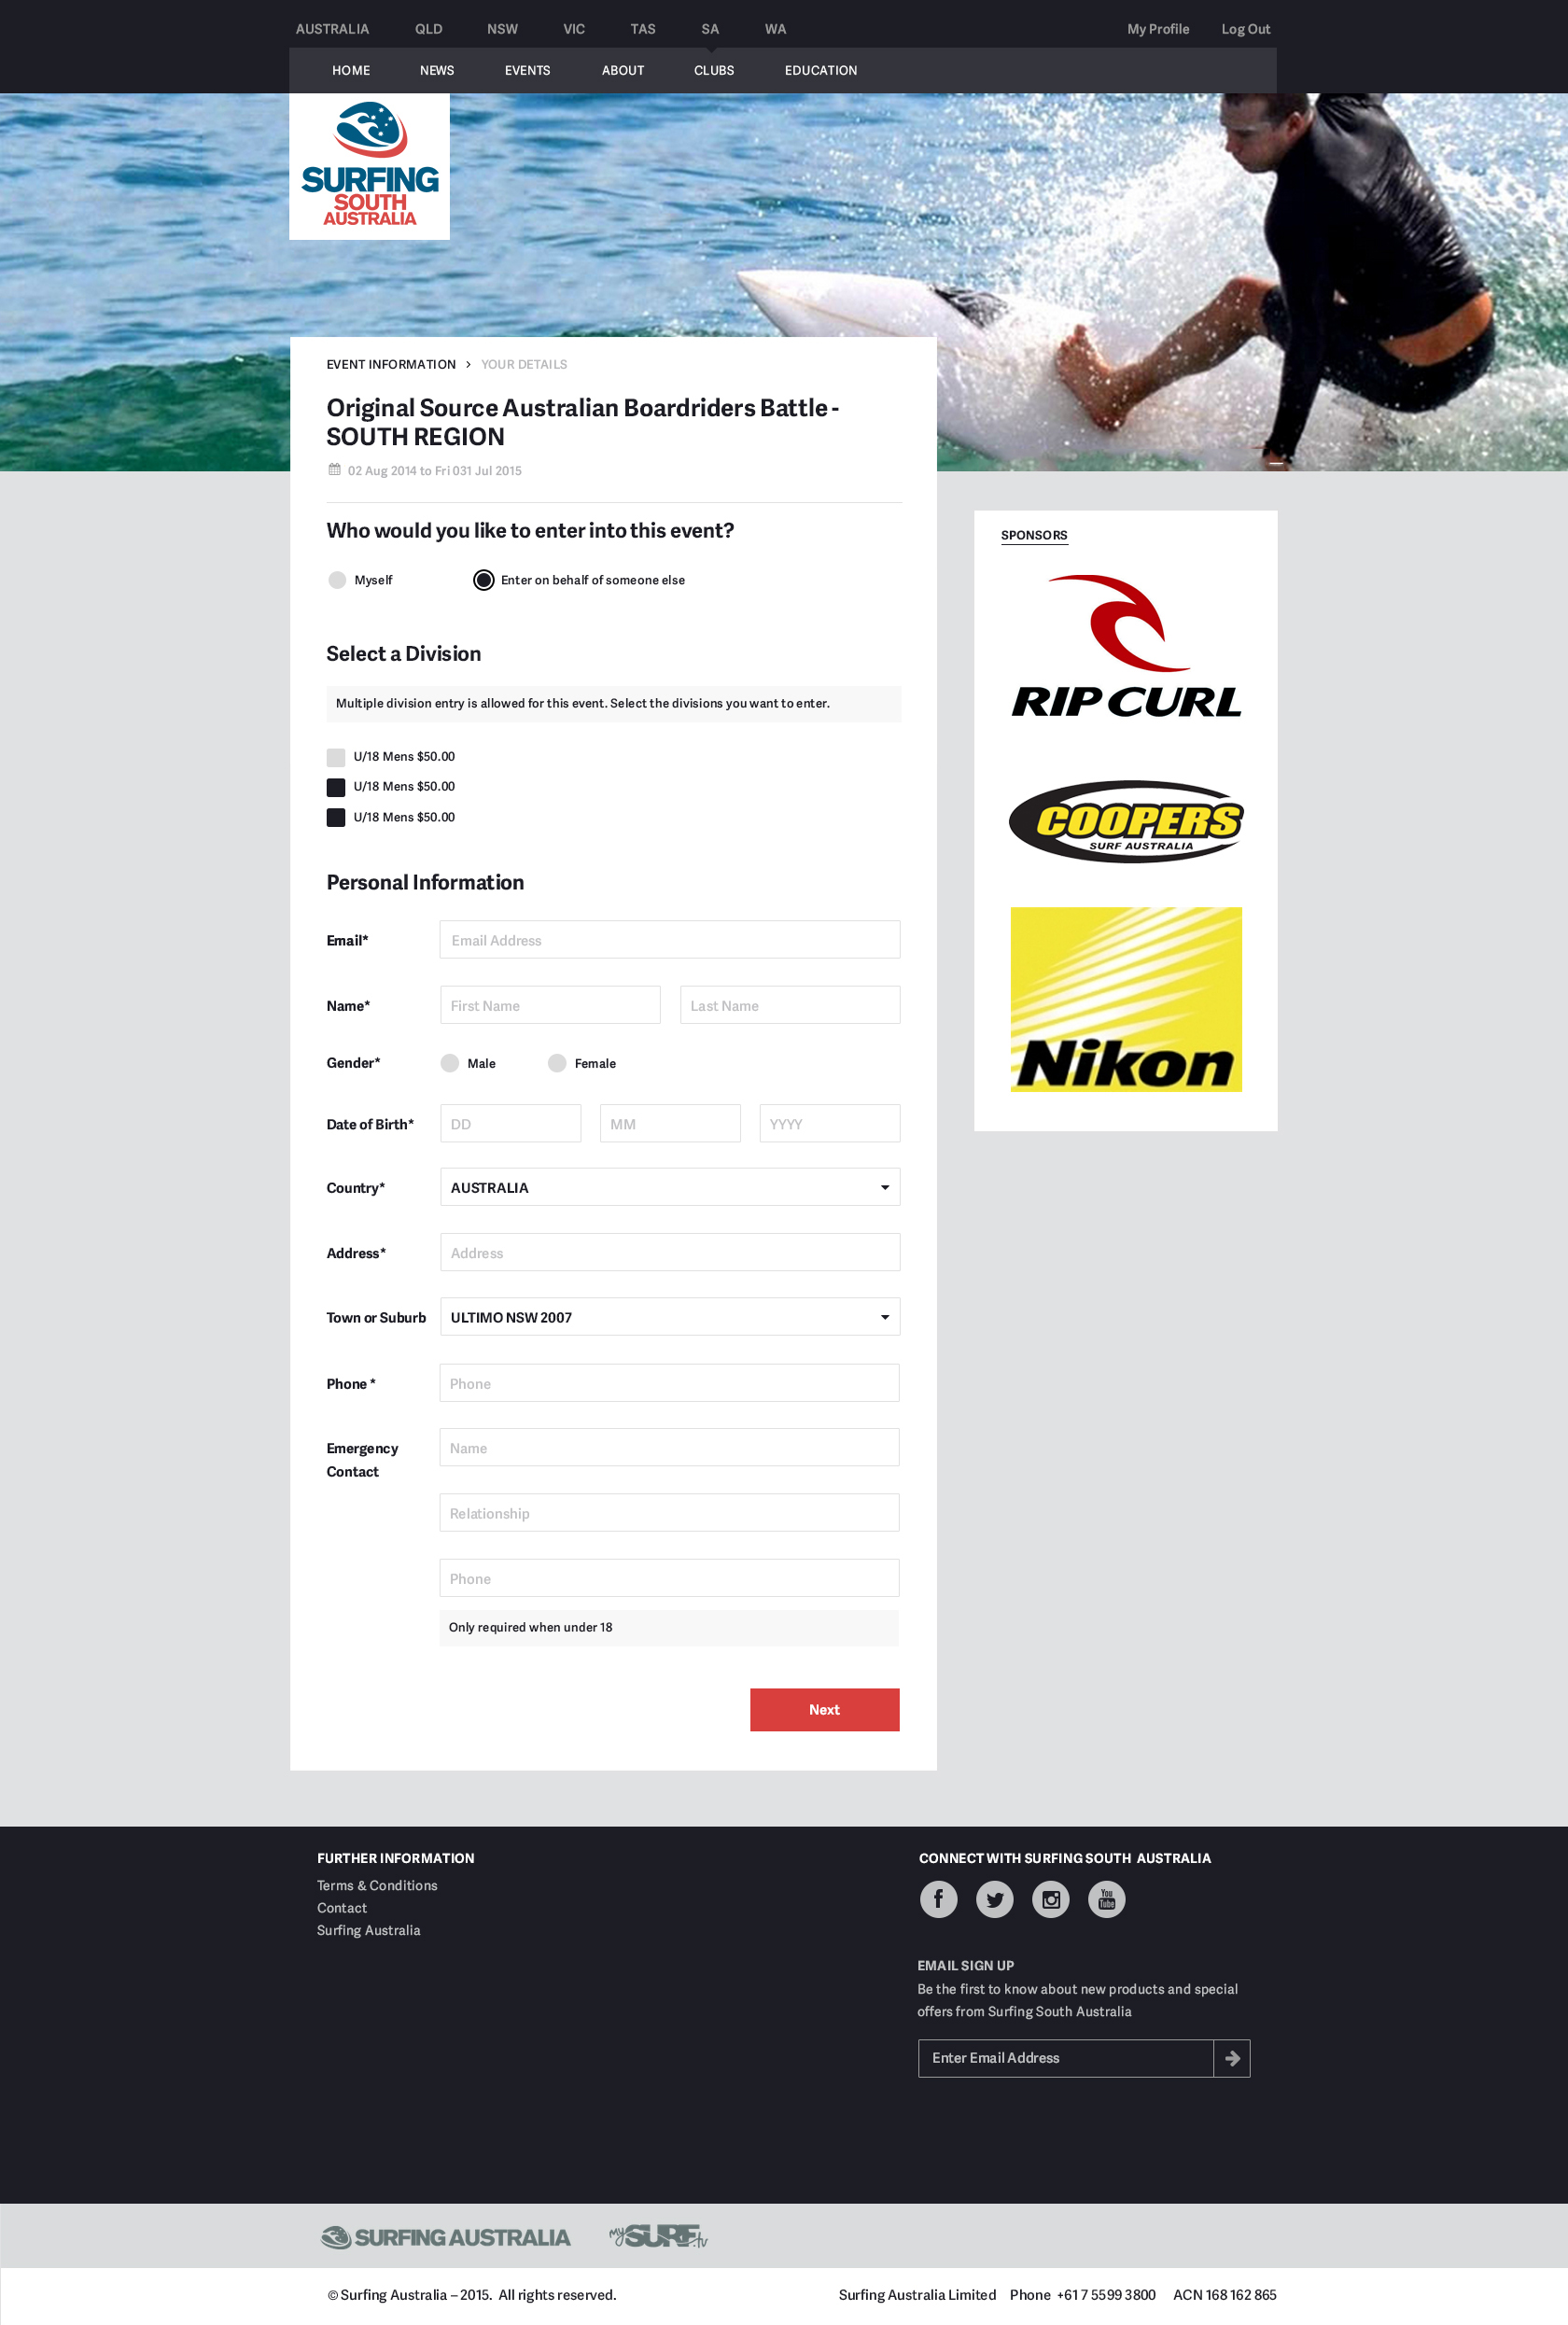 AUSTRALIA QLD NSW VIC TAS SA WA My Profile Log Out
HOME NEWS EVENTS ABOUT CLUBS EDUCATION
SURFING
SOUTH
AUSTRALIA
EVENT INFORMATION > YOUR DETAILS
Original Source Australian Boardriders Battle -
SOUTH REGION
02 Aug 2014 to Fri 031 Jul 2015
Who would you like to enter into this event?
Myself Enter on behalf of someone else
Select a Division
Multiple division entry is allowed for this event. Select the divisions you want to enter.
U/18 Mens $50.00
U/18 Mens $50.00
U/18 Mens $50.00
Personal Information
Email* Email Address
Name* First Name Last Name
Gender* Male Female
Date of Birth* DD MM YYYY
Country* AUSTRALIA
Address* Address
Town or Suburb ULTIMO NSW 2007
Phone * Phone
Emergency
Contact
Name
Relationship
Phone
Only required when under 18
Next
SPONSORS
RIP CURL
COOPERS
SURF AUSTRALIA
Nikon
FURTHER INFORMATION
Terms & Conditions
Contact
Surfing Australia
CONNECT WITH SURFING SOUTH AUSTRALIA
f
You
Tube
EMAIL SIGN UP
Be the first to know about new products and special
offers from Surfing South Australia
Enter Email Address
SURFING AUSTRALIA
my SURF.tv
© Surfing Australia – 2015. All rights reserved.
Surfing Australia Limited Phone +61 7 5599 3800 ACN 168 162 865